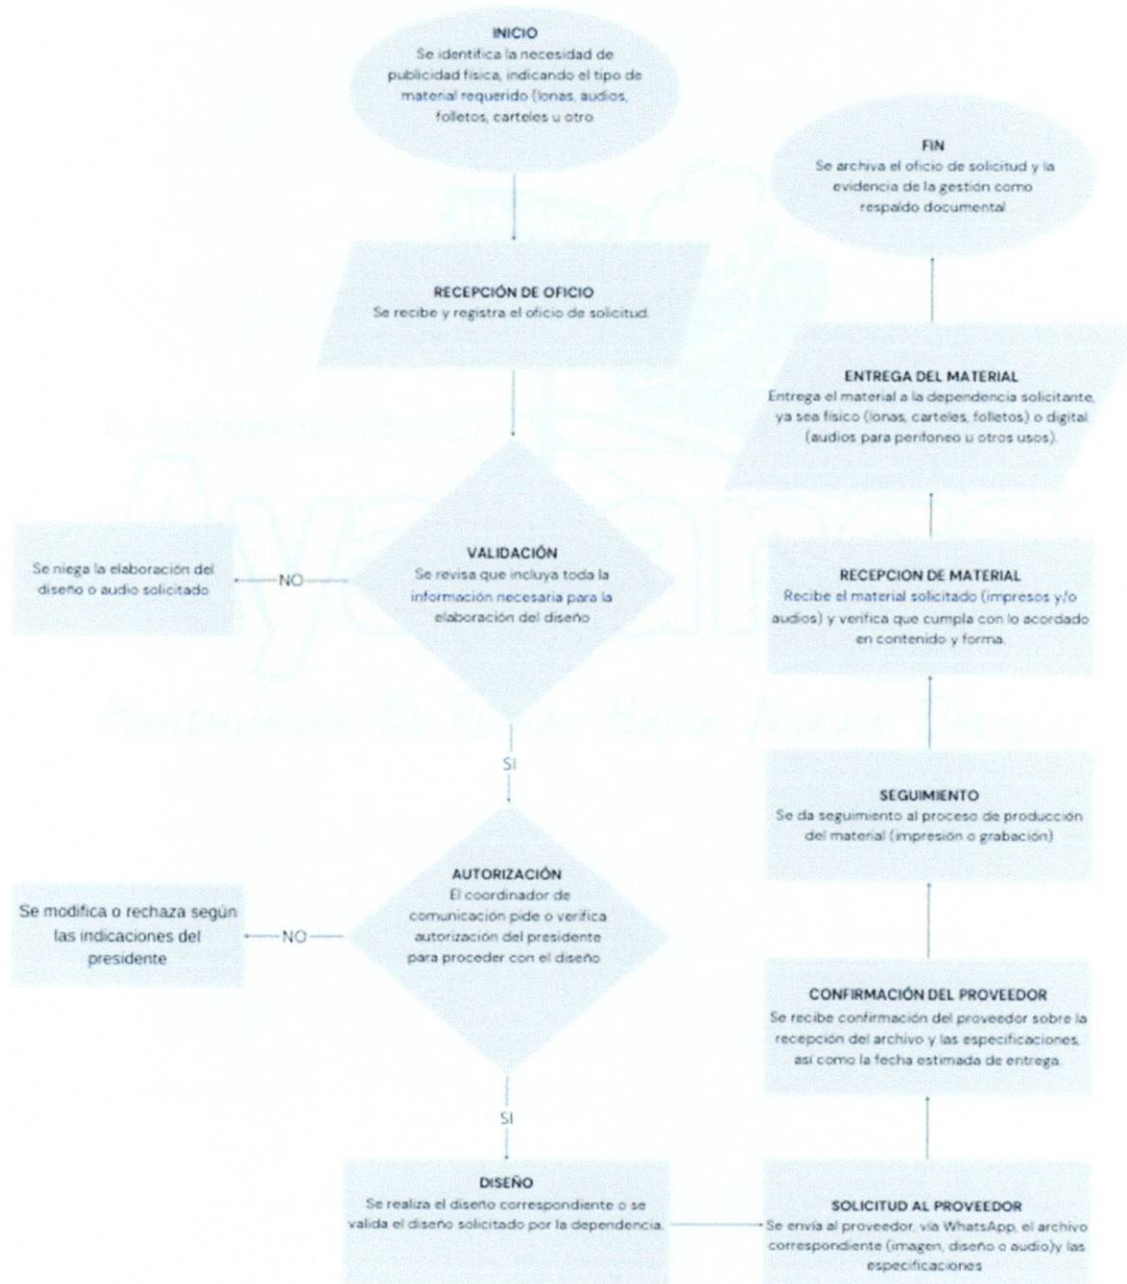 INICIO
Se identifica la necesidad de
publicidad física, indicando el tipo de
material requerido (lonas, audios,
folletos, carteles u otro
RECEPCIÓN DE OFICIO
Se recibe y registra el oficio de solicitud.
VALIDACIÓN
Se revisa que incluya toda la
información necesaria para la
elaboración del diseño
NO
Se niega la elaboración del
diseño o audio solicitado
SI
AUTORIZACIÓN
El coordinador de
comunicación pide o verifica
autorización del presidente
para proceder con el diseño
NO
Se modifica o rechaza según
las indicaciones del
presidente
SI
DISEÑO
Se realiza el diseño correspondiente o se
valida el diseño solicitado por la dependencia.
SOLICITUD AL PROVEEDOR
Se envía al proveedor, vía WhatsApp, el archivo
correspondiente (imagen, diseño o audio)y las
especificaciones
CONFIRMACIÓN DEL PROVEEDOR
Se recibe confirmación del proveedor sobre la
recepción del archivo y las especificaciones,
así como la fecha estimada de entrega.
SEGUIMIENTO
Se da seguimiento al proceso de producción
del material (impresión o grabación)
RECEPCION DE MATERIAL
Recibe el material solicitado (impresos y/o
audios) y verifica que cumpla con lo acordado
en contenido y forma.
ENTREGA DEL MATERIAL
Entrega el material a la dependencia solicitante,
ya sea físico (lonas, carteles, folletos) o digital
(audios para perifoneo u otros usos).
FIN
Se archiva el oficio de solicitud y la
evidencia de la gestión como
respaldo documental